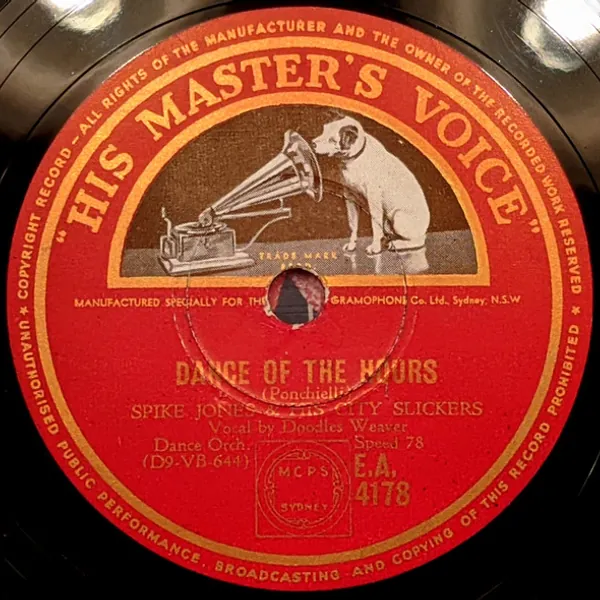 COPYRIGHT RECORD – ALL RIGHTS OF THE MANUFACTURER AND THE OWNER OF THE RECORDED WORK RESERVED
★ UNAUTHORISED PUBLIC PERFORMANCE, BROADCASTING AND COPYING OF THIS RECORD PROHIBITED ★
"HIS MASTER'S VOICE"
TRADE MARK
MANUFACTURED SPECIALLY FOR THE GRAMOPHONE Co. Ltd., Sydney, N.S.W
DANCE OF THE HOURS
SPIKE JONES & HIS CITY SLICKERS
Vocal by Doodles Weaver
Dance Orch. Speed 78
(D9-VB-644) E.A.
4178
MCPS
SYDNEY